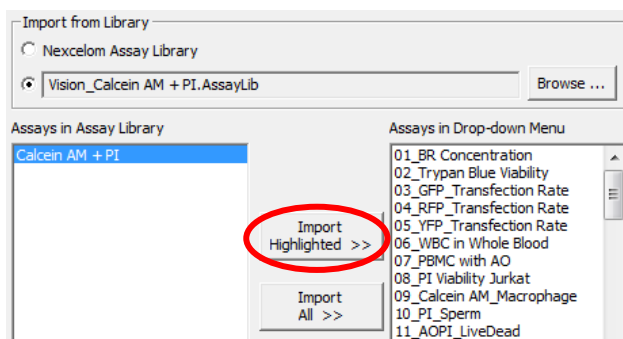 Import from Library
Nexcelom Assay Library
Vision_Calcein AM + PI.AssayLib
Browse ...
Assays in Assay Library
Calcein AM + PI
Import
Highlighted >>
Import
All >>
Assays in Drop-down Menu
01_BR Concentration
02_Trypan Blue Viability
03_GFP_Transfection Rate
04_RFP_Transfection Rate
05_YFP_Transfection Rate
06_WBC in Whole Blood
07_PBMC with AO
08_PI Viability Jurkat
09_Calcein AM_Macrophage
10_PI_Sperm
11_AOPI_LiveDead